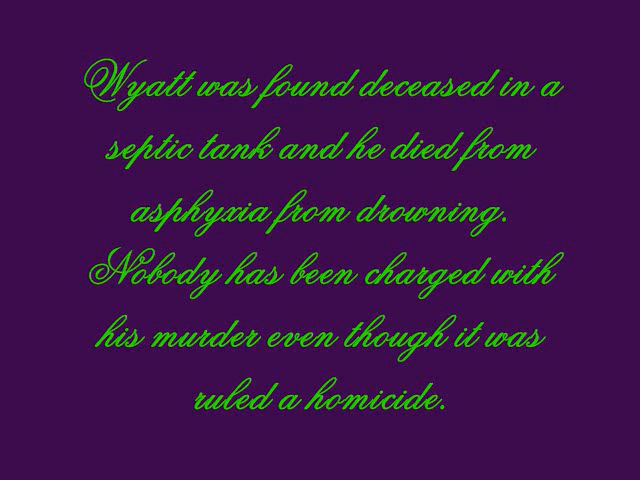 Wyatt was found deceased in a
septic tank and he died from
asphyxia from drowning.
Nobody has been charged with
his murder even though it was
ruled a homicide.